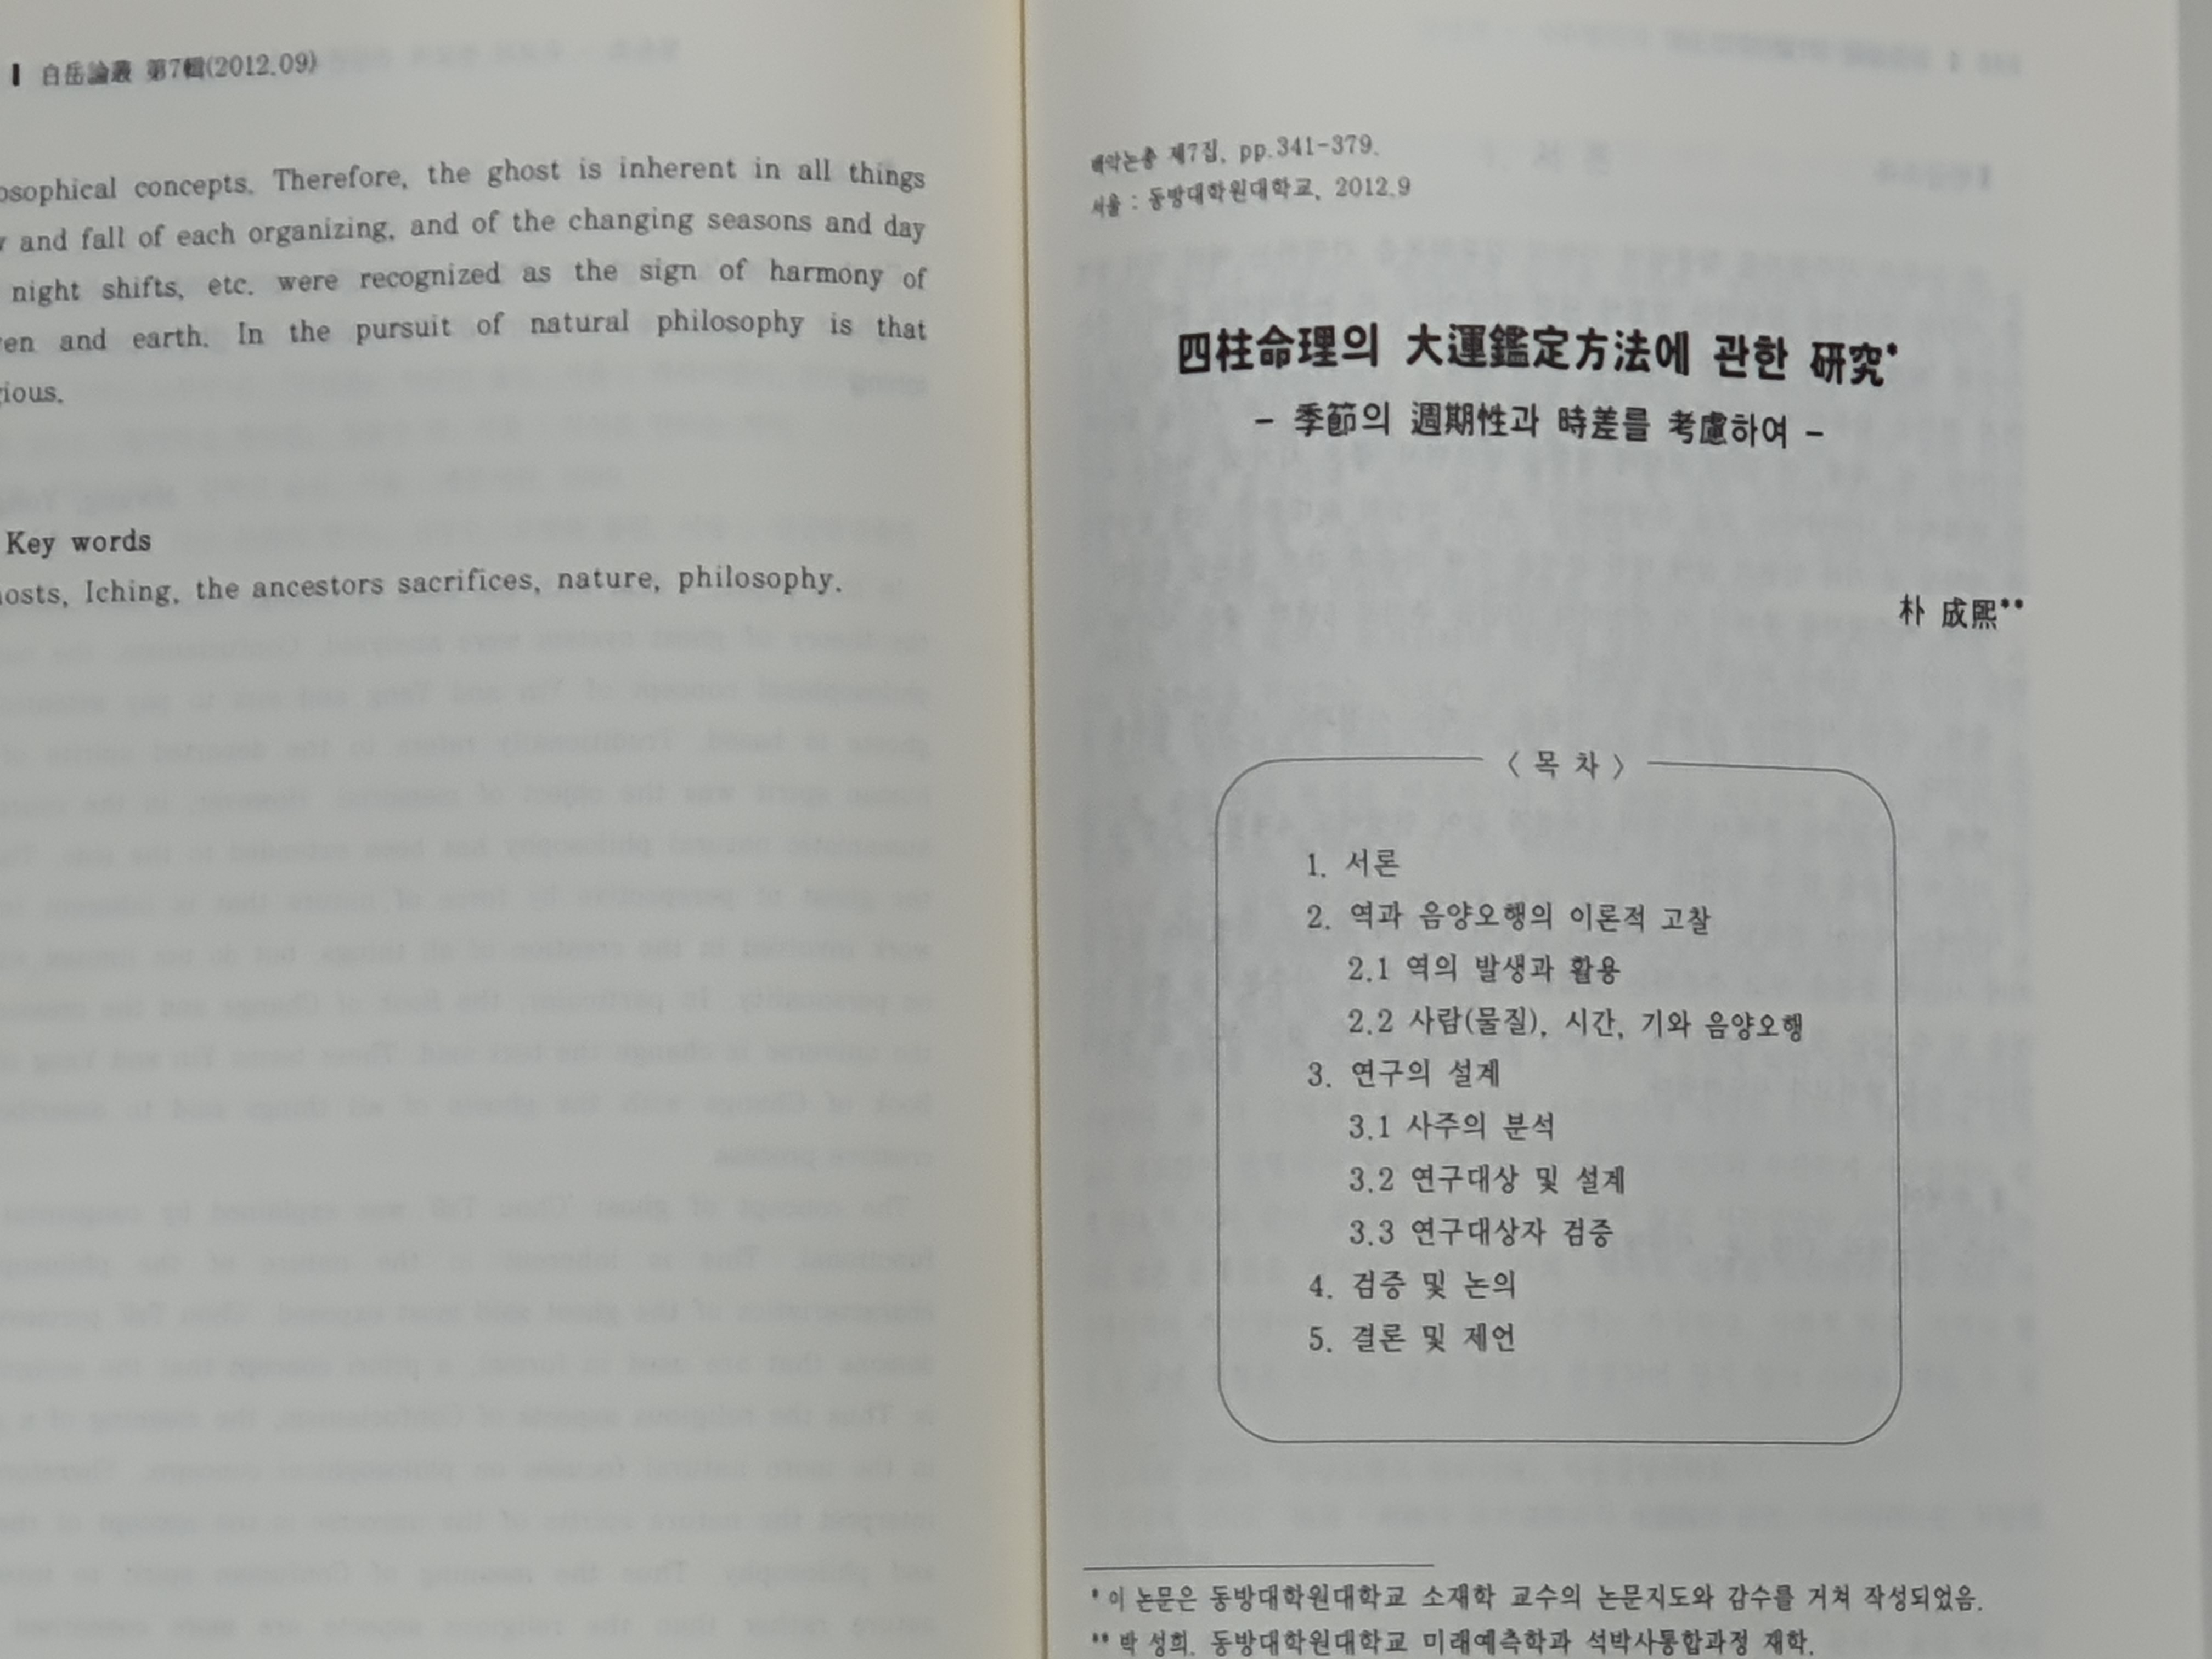 白岳論叢 第7輯(2012.09)
osophical concepts. Therefore, the ghost is inherent in all things
and fall of each organizing, and of the changing seasons and day
night shifts, etc. were recognized as the sign of harmony of
en and earth. In the pursuit of natural philosophy is that
gious.
Key words
osts, Iching, the ancestors sacrifices, nature, philosophy.
백악논총 제7집, pp.341-379.
서울 : 동방대학원대학교, 2012.9
四柱命理의 大運鑑定方法에 관한 研究*
- 季節의 週期性과 時差를 考慮하여 -
朴 成熙**
< 목 차 >
1. 서론
2. 역과 음양오행의 이론적 고찰
2.1 역의 발생과 활용
2.2 사람(물질), 시간, 기와 음양오행
3. 연구의 설계
3.1 사주의 분석
3.2 연구대상 및 설계
3.3 연구대상자 검증
4. 검증 및 논의
5. 결론 및 제언
* 이 논문은 동방대학원대학교 소재학 교수의 논문지도와 감수를 거쳐 작성되었음.
** 박성희. 동방대학원대학교 미래예측학과 석박사통합과정 재학.